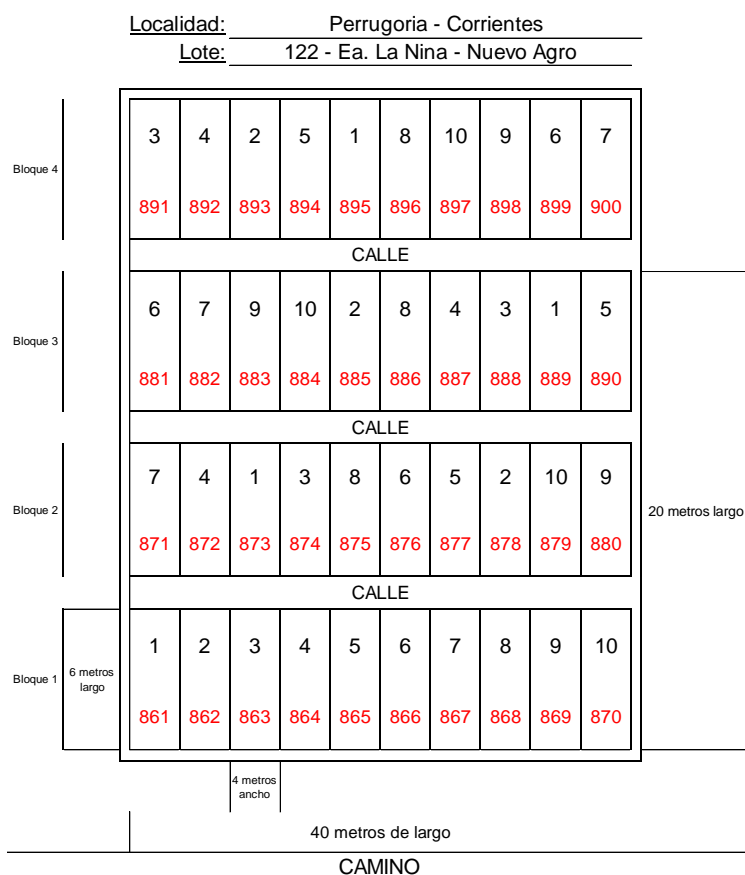 Localidad: Perrugoria - Corrientes
Lote: 122 - Ea. La Nina - Nuevo Agro
Bloque 4
3 4 2 5 1 8 10 9 6 7
891 892 893 894 895 896 897 898 899 900
CALLE
Bloque 3
6 7 9 10 2 8 4 3 1 5
881 882 883 884 885 886 887 888 889 890
CALLE
Bloque 2
7 4 1 3 8 6 5 2 10 9
871 872 873 874 875 876 877 878 879 880
20 metros largo
CALLE
Bloque 1
6 metros
largo
1 2 3 4 5 6 7 8 9 10
861 862 863 864 865 866 867 868 869 870
4 metros
ancho
40 metros de largo
CAMINO